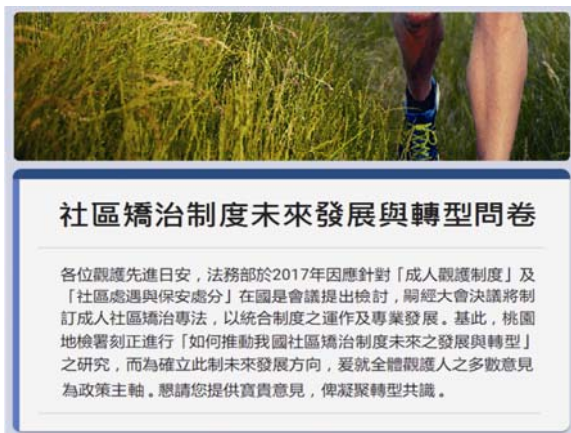 社區矯治制度未來發展與轉型問卷
各位觀護先進日安，法務部於2017年因應針對「成人觀護制度」及
「社區處遇與保安處分」在國是會議提出檢討，嗣經大會決議將制
訂成人社區矯治專法，以統合制度之運作及專業發展。基此，桃園
地檢署刻正進行「如何推動我國社區矯治制度未來之發展與轉型」
之研究，而為確立此制未來發展方向，爰就全體觀護人之多數意見
為政策主軸。懇請您提供寶貴意見，俾凝聚轉型共識。